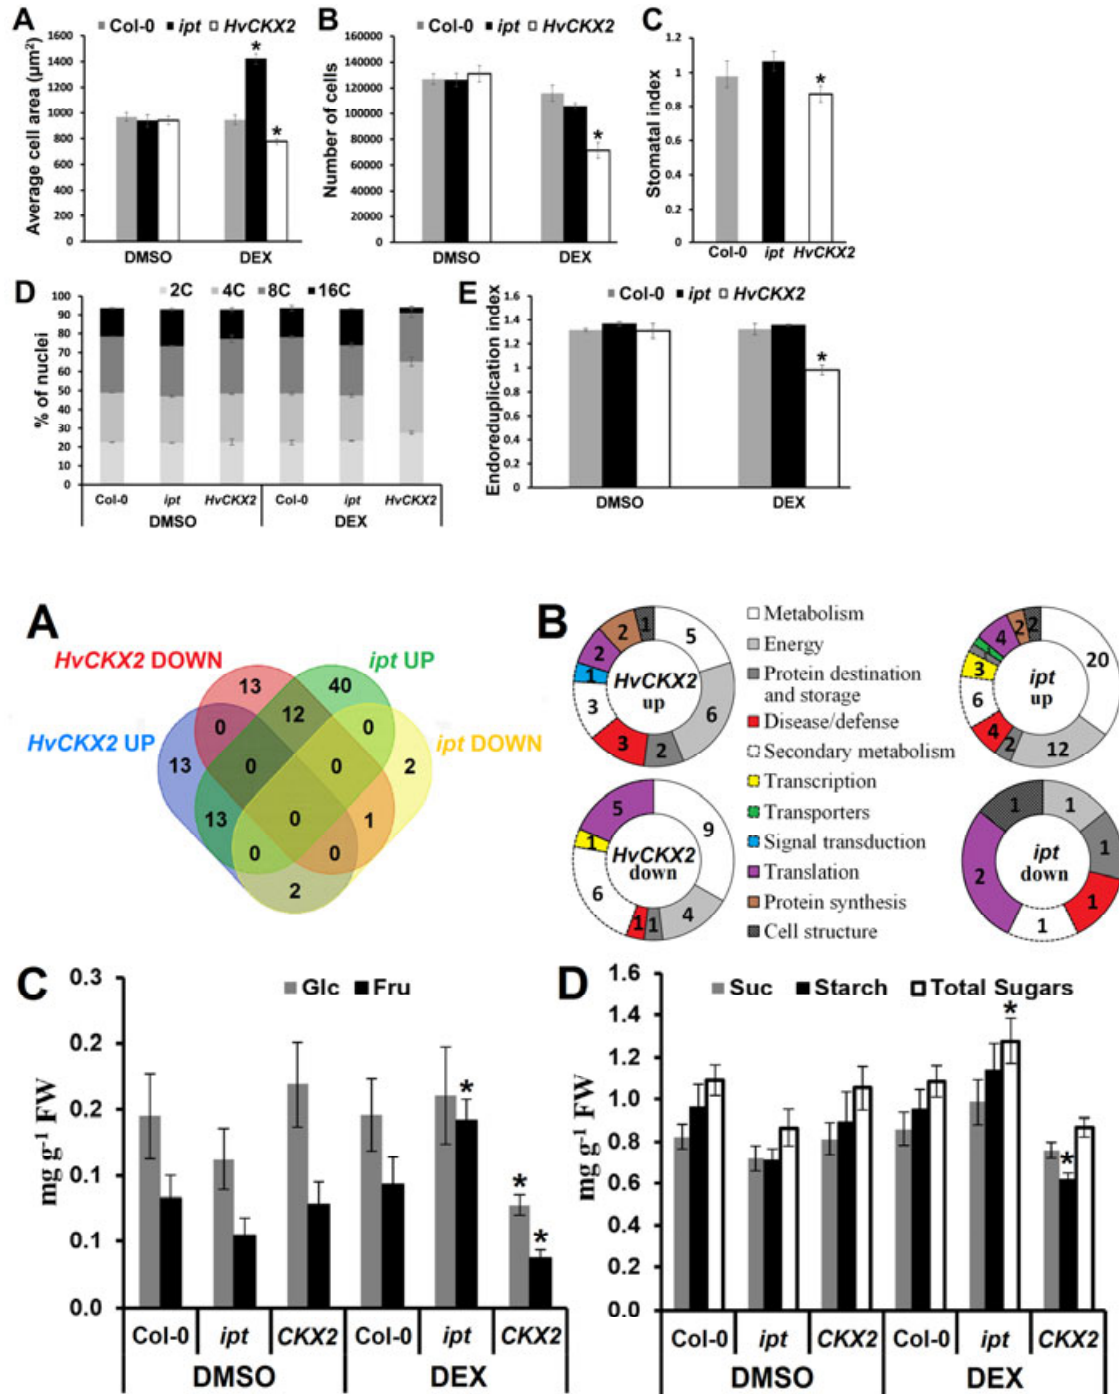 A
Col-0 ipt HvCKX2
Average cell area (µm²)
1600
1400
1200
1000
800
600
400
200
0
*
*
DMSO DEX
B
Col-0 ipt HvCKX2
Number of cells
160000
140000
120000
100000
80000
60000
40000
20000
0
*
DMSO DEX
C
Stomatal index
1.2
1
0.8
0.6
0.4
0.2
0
*
Col-0 ipt HvCKX2
D
2C 4C 8C 16C
% of nuclei
100
90
80
70
60
50
40
30
20
10
0
Col-0 ipt HvCKX2 Col-0 ipt HvCKX2
DMSO DEX
E
Col-0 ipt HvCKX2
Endoreduplication index
1.6
1.4
1.2
1
0.8
0.6
0.4
0.2
0
*
DMSO DEX
A
HvCKX2 DOWN ipt UP
HvCKX2 UP ipt DOWN
13 40
12
0 0
13 0 0 2
13 0 1
0 0
2
B
HvCKX2
up
5
6
2
3
3
1
2
2
1
Metabolism
Energy
Protein destination
and storage
Disease/defense
Secondary metabolism
Transcription
Transporters
Signal transduction
Translation
Protein synthesis
Cell structure
ipt
up
20
12
2
4
6
3
1
4
2
2
HvCKX2
down
9
4
1
1
6
1
5
ipt
down
1
1
1
1
2
1
C
Glc Fru
mg g-1 FW
0.3
0.2
0.2
0.1
0.1
0.0
*
*
*
Col-0 ipt CKX2 Col-0 ipt CKX2
DMSO DEX
D
Suc Starch Total Sugars
mg g-1 FW
1.6
1.4
1.2
1.0
0.8
0.6
0.4
0.2
0.0
*
*
Col-0 ipt CKX2 Col-0 ipt CKX2
DMSO DEX